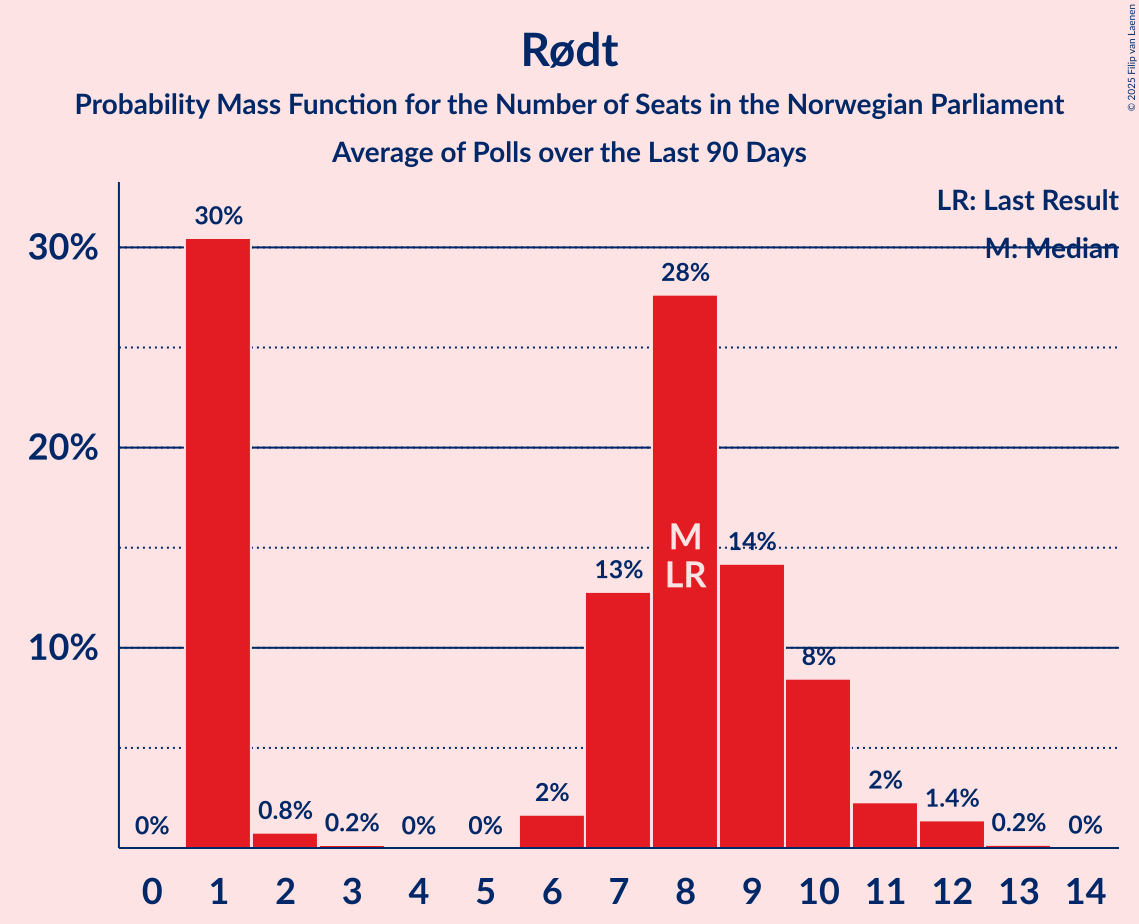 Rødt
Probability Mass Function for the Number of Seats in the Norwegian Parliament
Average of Polls over the Last 90 Days
© 2025 Filip van Laenen
LR: Last Result
M: Median
30%
20%
10%
0%
30%
0.8%
0.2%
0%
0%
2%
13%
28%
14%
8%
2%
1.4%
0.2%
0%
M
LR
0 1 2 3 4 5 6 7 8 9 10 11 12 13 14